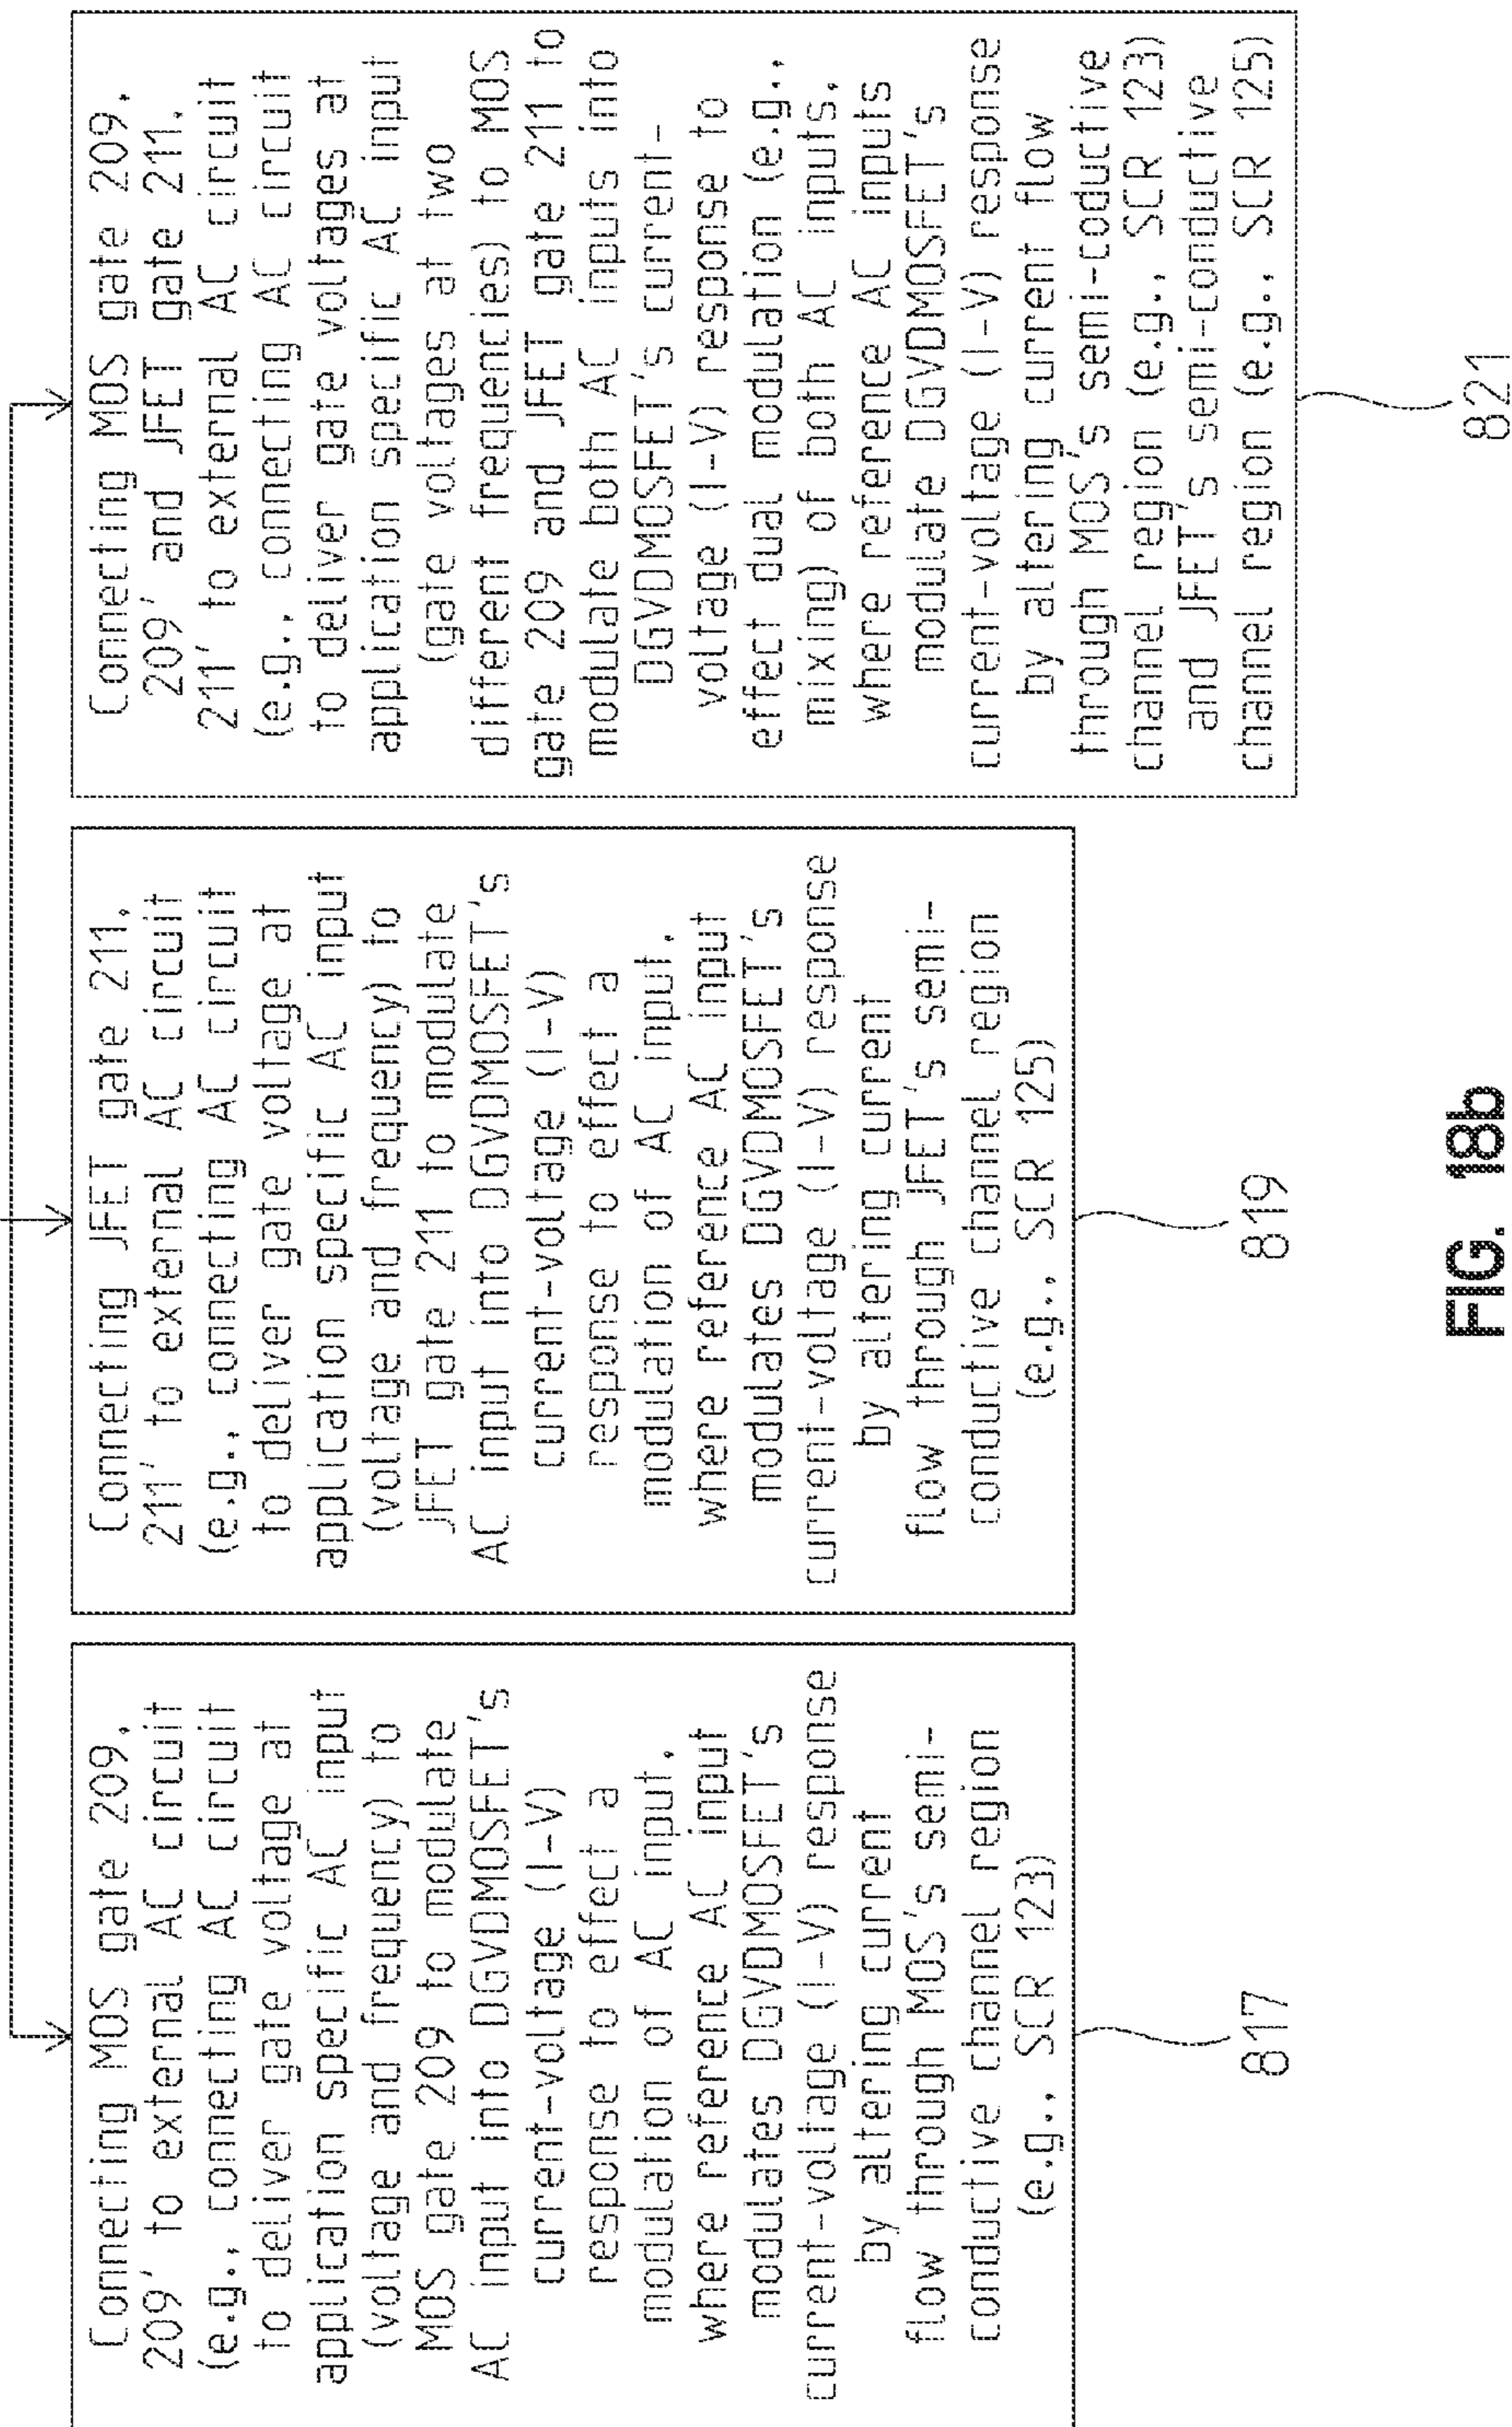 Connecting MOS gate 209,
209' to external AC circuit
(e.g., connecting AC circuit
to deliver gate voltage at
application specific AC input
(voltage and frequency) to
MOS gate 209 to modulate
AC input into DGVDMOSFET's
current-voltage (I-V)
response to effect a
modulation of AC input,
where reference AC input
modulates DGVDMOSFET's
current-voltage (I-V) response
by altering current
flow through MOS's semi-
conductive channel region
(e.g., SCR 123)
817
Connecting JFET gate 211,
211' to external AC circuit
(e.g., connecting AC circuit
to deliver gate voltage at
application specific AC input
(voltage and frequency) to
JFET gate 211 to modulate
AC input into DGVDMOSFET's
current-voltage (I-V)
response to effect a
modulation of AC input,
where reference AC input
modulates DGVDMOSFET's
current-voltage (I-V) response
by altering current
flow through JFET's semi-
conductive channel region
(e.g., SCR 125)
819
Connecting MOS gate 209,
209' and JFET gate 211,
211' to external AC circuit
(e.g., connecting AC circuit
to deliver gate voltages at
application specific AC input
(gate voltages at two
different frequencies) to MOS
gate 209 and JFET gate 211 to
modulate both AC inputs into
DGVDMOSFET's current-
voltage (I-V) response to
effect dual modulation (e.g.,
mixing) of both AC inputs,
where reference AC inputs
modulate DGVDMOSFET's
current-voltage (I-V) response
by altering current flow
through MOS's semi-coductive
channel region (e.g., SCR 123)
and JFET's semi-conductive
channel region (e.g., SCR 125)
821
FIG. 18b